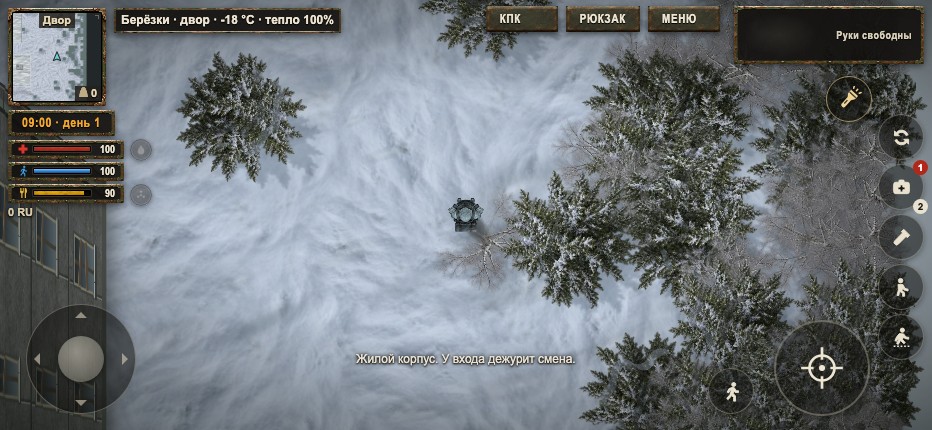 Двор
Берёзки · двор · -18 °C · тепло 100%
КПК
РЮКЗАК
МЕНЮ
Руки свободны
0
09:00 · день 1
100
100
90
0 RU
1
2
Жилой корпус. У входа дежурит смена.